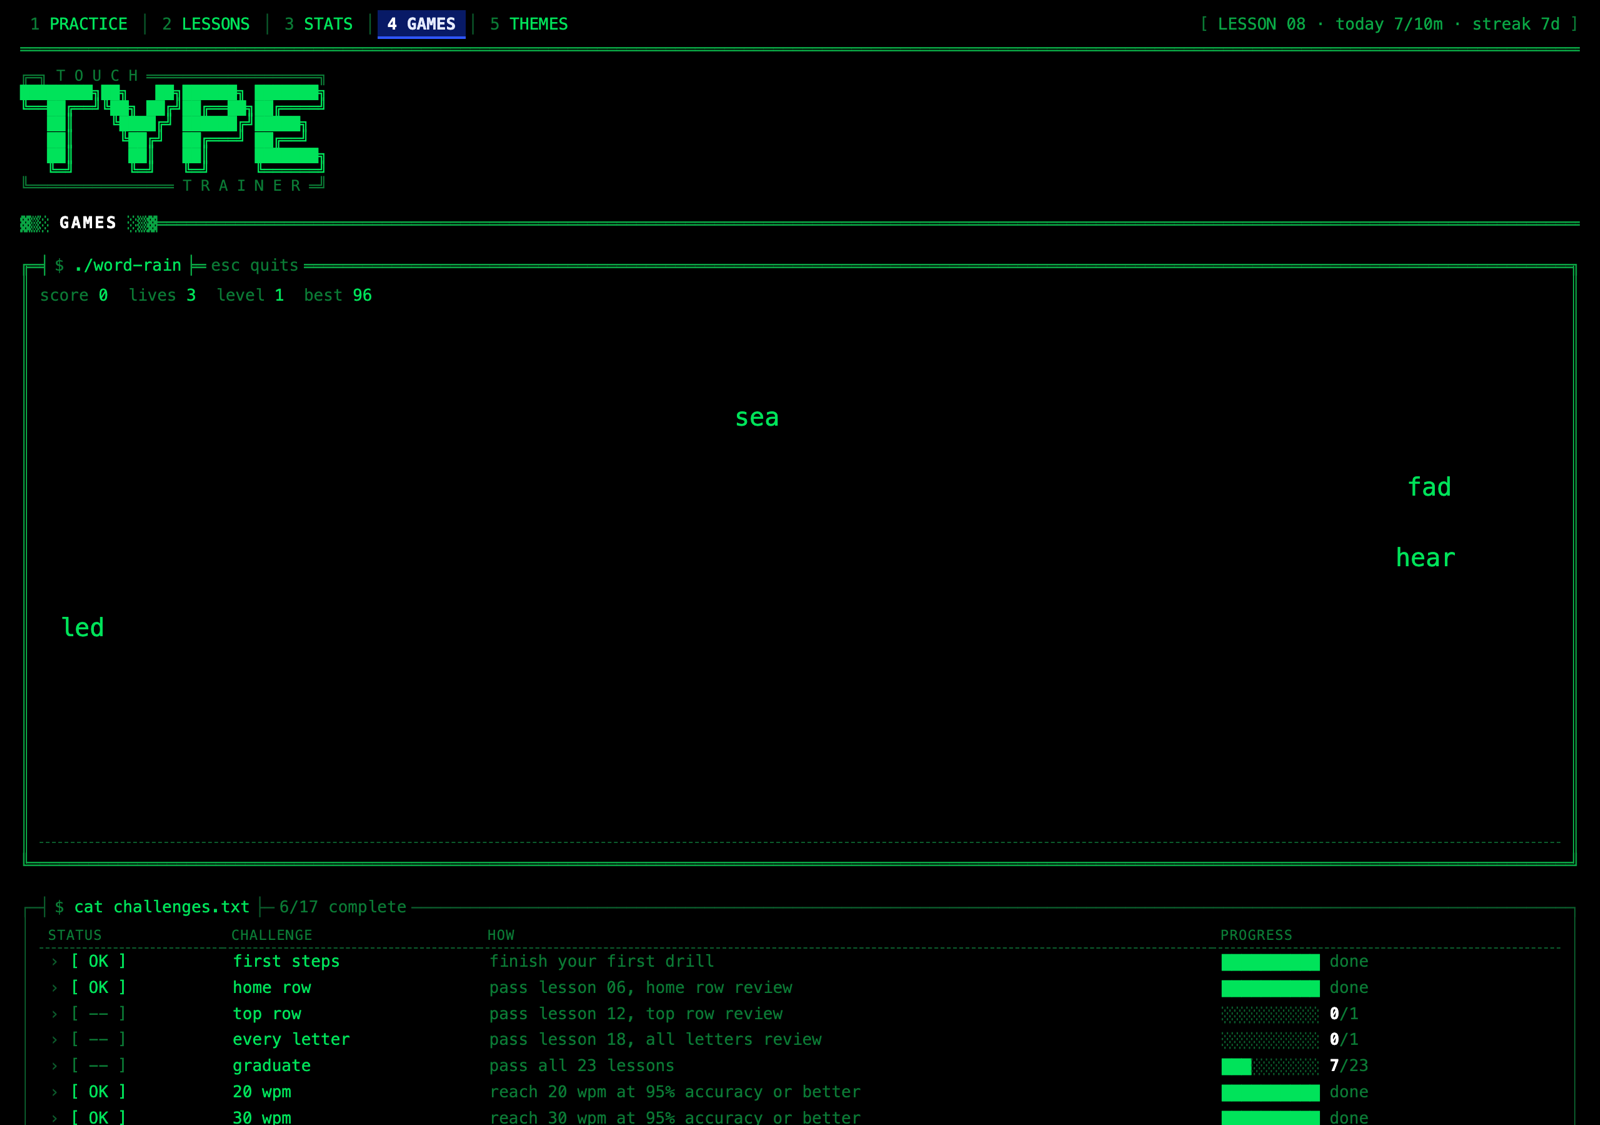 1 PRACTICE │ 2 LESSONS │ 3 STATS │ 4 GAMES │ 5 THEMES [ LESSON 08 · today 7/10m · streak 7d ]
TOUCH
TYPE
TRAINER
GAMES
$ ./word-rain esc quits
score 0 lives 3 level 1 best 96
sea
fad
hear
led
$ cat challenges.txt 6/17 complete
STATUS CHALLENGE HOW PROGRESS
› [ OK ] first steps finish your first drill done
› [ OK ] home row pass lesson 06, home row review done
› [ —— ] top row pass lesson 12, top row review 0/1
› [ —— ] every letter pass lesson 18, all letters review 0/1
› [ —— ] graduate pass all 23 lessons 7/23
› [ OK ] 20 wpm reach 20 wpm at 95% accuracy or better done
› [ OK ] 30 wpm reach 30 wpm at 95% accuracy or better done